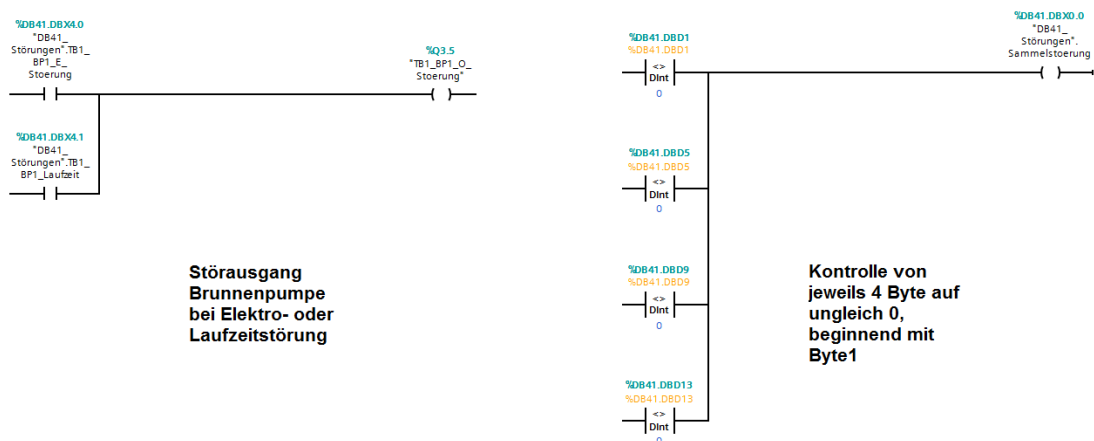 %DB41.DBX4.0
"DB41_
Störungen".TB1_
BP1_E_
Stoerung
%Q3.5
"TB1_BP1_O_
Stoerung"
%DB41.DBX4.1
"DB41_
Störungen".TB1_
BP1_Laufzeit
Störausgang
Brunnenpumpe
bei Elektro- oder
Laufzeitstörung
%DB41.DBD1
%DB41.DBD1
<>
DInt
0
%DB41.DBX0.0
"DB41_
Störungen".
Sammelstoerung
%DB41.DBD5
%DB41.DBD5
<>
DInt
0
%DB41.DBD9
%DB41.DBD9
<>
DInt
0
%DB41.DBD13
%DB41.DBD13
<>
DInt
0
Kontrolle von
jeweils 4 Byte auf
ungleich 0,
beginnend mit
Byte1